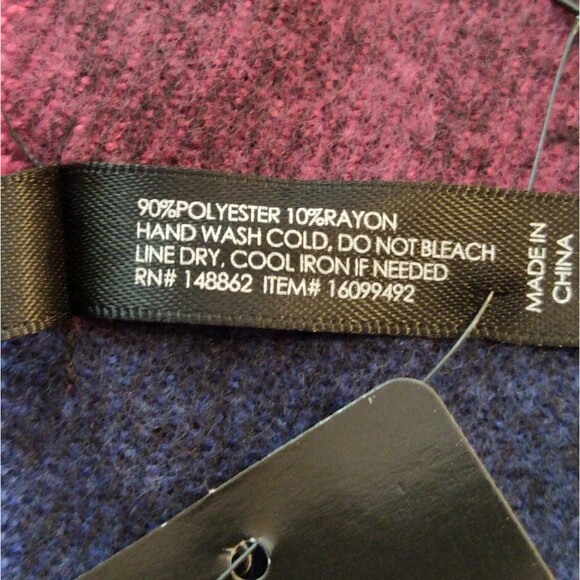 90%POLYESTER 10%RAYON
HAND WASH COLD, DO NOT BLEACH
LINE DRY, COOL IRON IF NEEDED
RN# 148862 ITEM# 16099492
MADE IN
CHINA